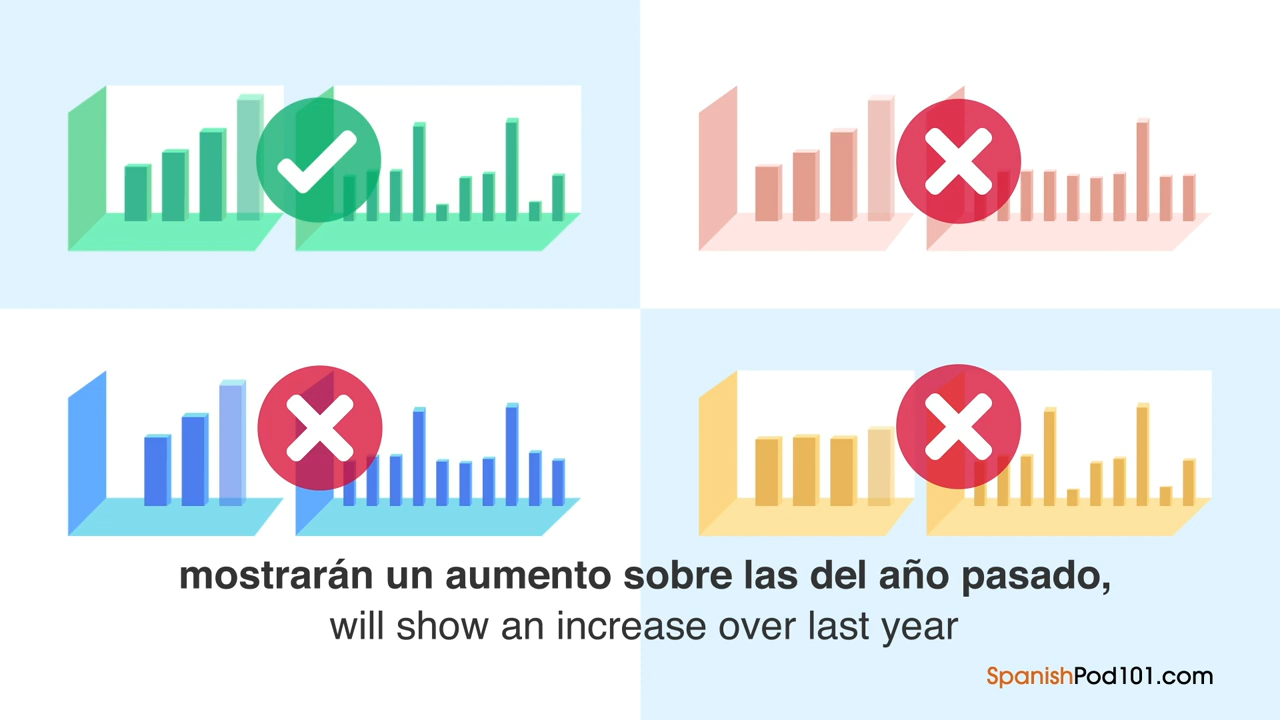 mostrarán un aumento sobre las del año pasado,
will show an increase over last year
SpanishPod101.com